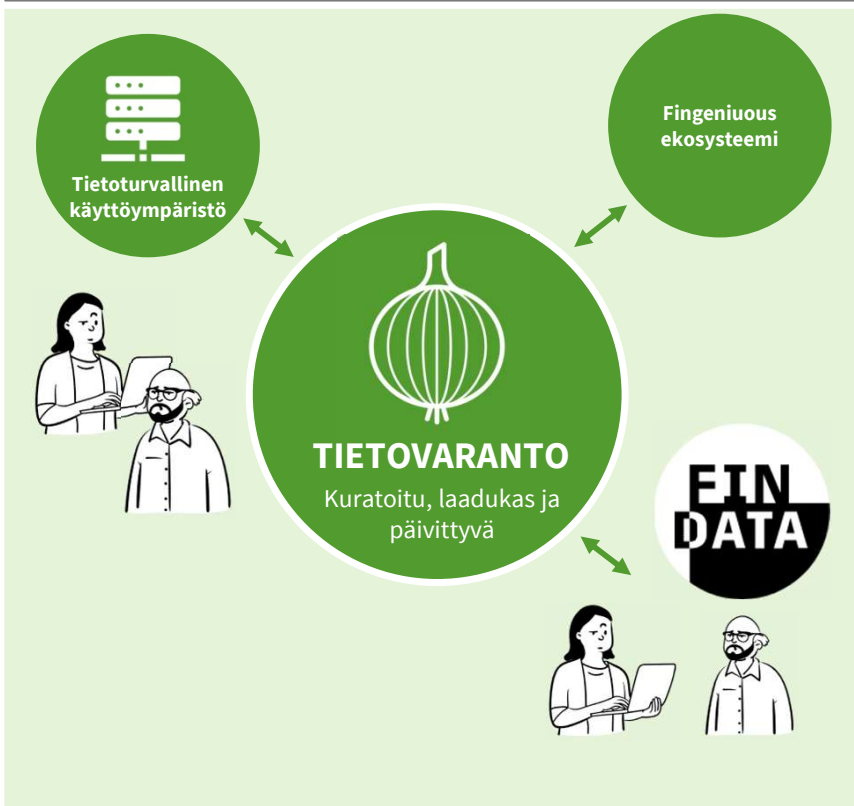 Tietoturvallinen
käyttöympäristö
Fingeniuous
ekosysteemi
TIETOVARANTO
Kuratoitu, laadukas ja
päivittyvä
FIN
DATA